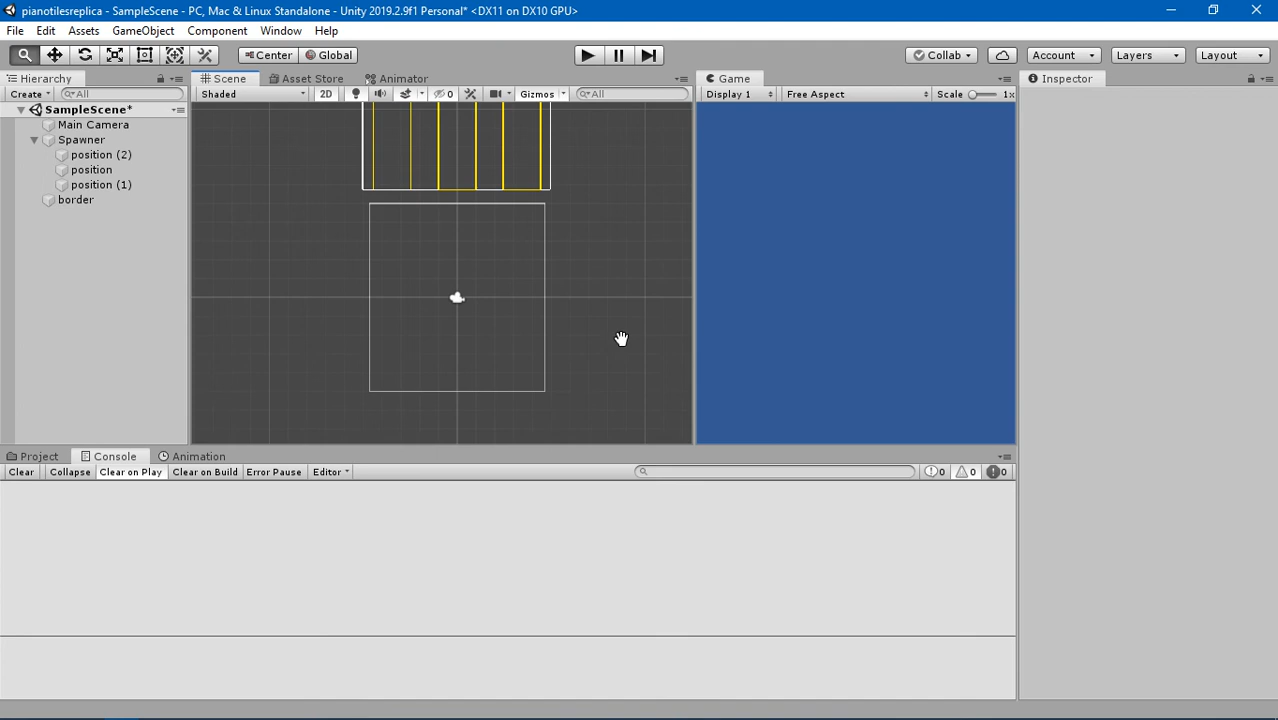 pianotilesreplica - SampleScene - PC, Mac & Linux Standalone - Unity 2019.2.9f1 Personal* <DX11 on DX10 GPU>
File Edit Assets GameObject Component Window Help
Center Global Collab Account Layers Layout
Hierarchy Scene Asset Store Animator Game Inspector
Create All Shaded 2D 0 Gizmos All Display 1 Free Aspect Scale 1x
SampleScene*
Main Camera
Spawner
position (2)
position
position (1)
border
Project Console Animation
Clear Collapse Clear on Play Clear on Build Error Pause Editor 0 0 0